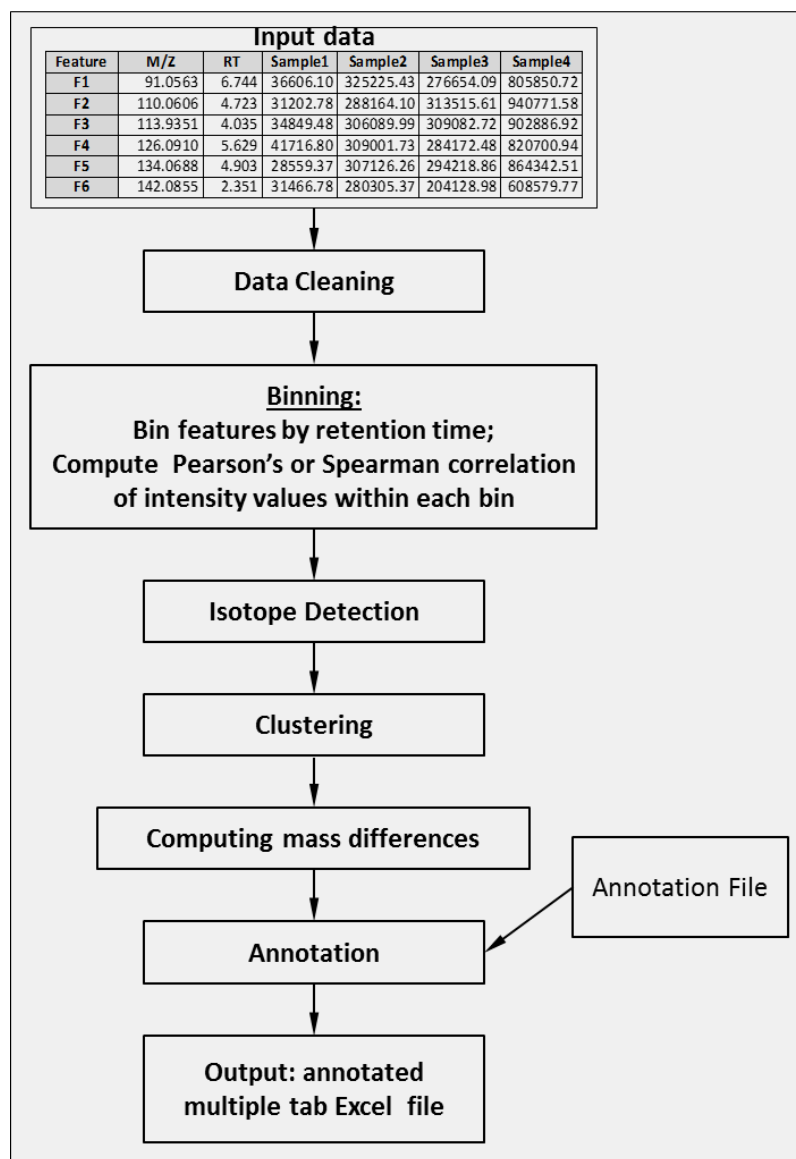 Input data
Feature M/Z RT Sample1 Sample2 Sample3 Sample4
F1 91.0563 6.744 36606.10 325225.43 276654.09 805850.72
F2 110.0606 4.723 31202.78 288164.10 313515.61 940771.58
F3 113.9351 4.035 34849.48 306089.99 309082.72 902886.92
F4 126.0910 5.629 41716.80 309001.73 284172.48 820700.94
F5 134.0688 4.903 28559.37 307126.26 294218.86 864342.51
F6 142.0855 2.351 31466.78 280305.37 204128.98 608579.77
Data Cleaning
Binning:
Bin features by retention time;
Compute Pearson's or Spearman correlation
of intensity values within each bin
Isotope Detection
Clustering
Computing mass differences
Annotation File
Annotation
Output: annotated
multiple tab Excel file